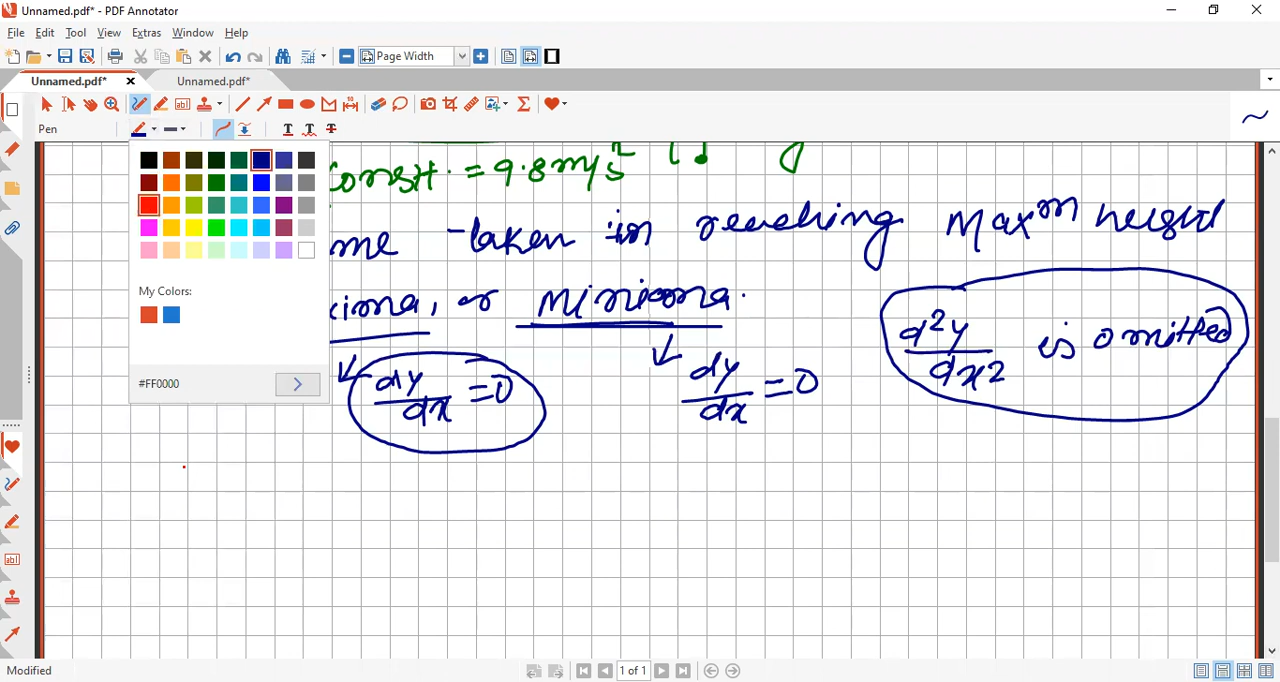 Unnamed.pdf* - PDF Annotator
File Edit Tool View Extras Window Help
Page Width
Unnamed.pdf* Unnamed.pdf*
Pen
My Colors:
#FF0000
Const. = 9.8m/s²
me taken in reaching Maxᵐ height
xima, or Minima.
dy/dx = 0 dy/dx = 0 d²y/dx² is omitted
Modified
1 of 1